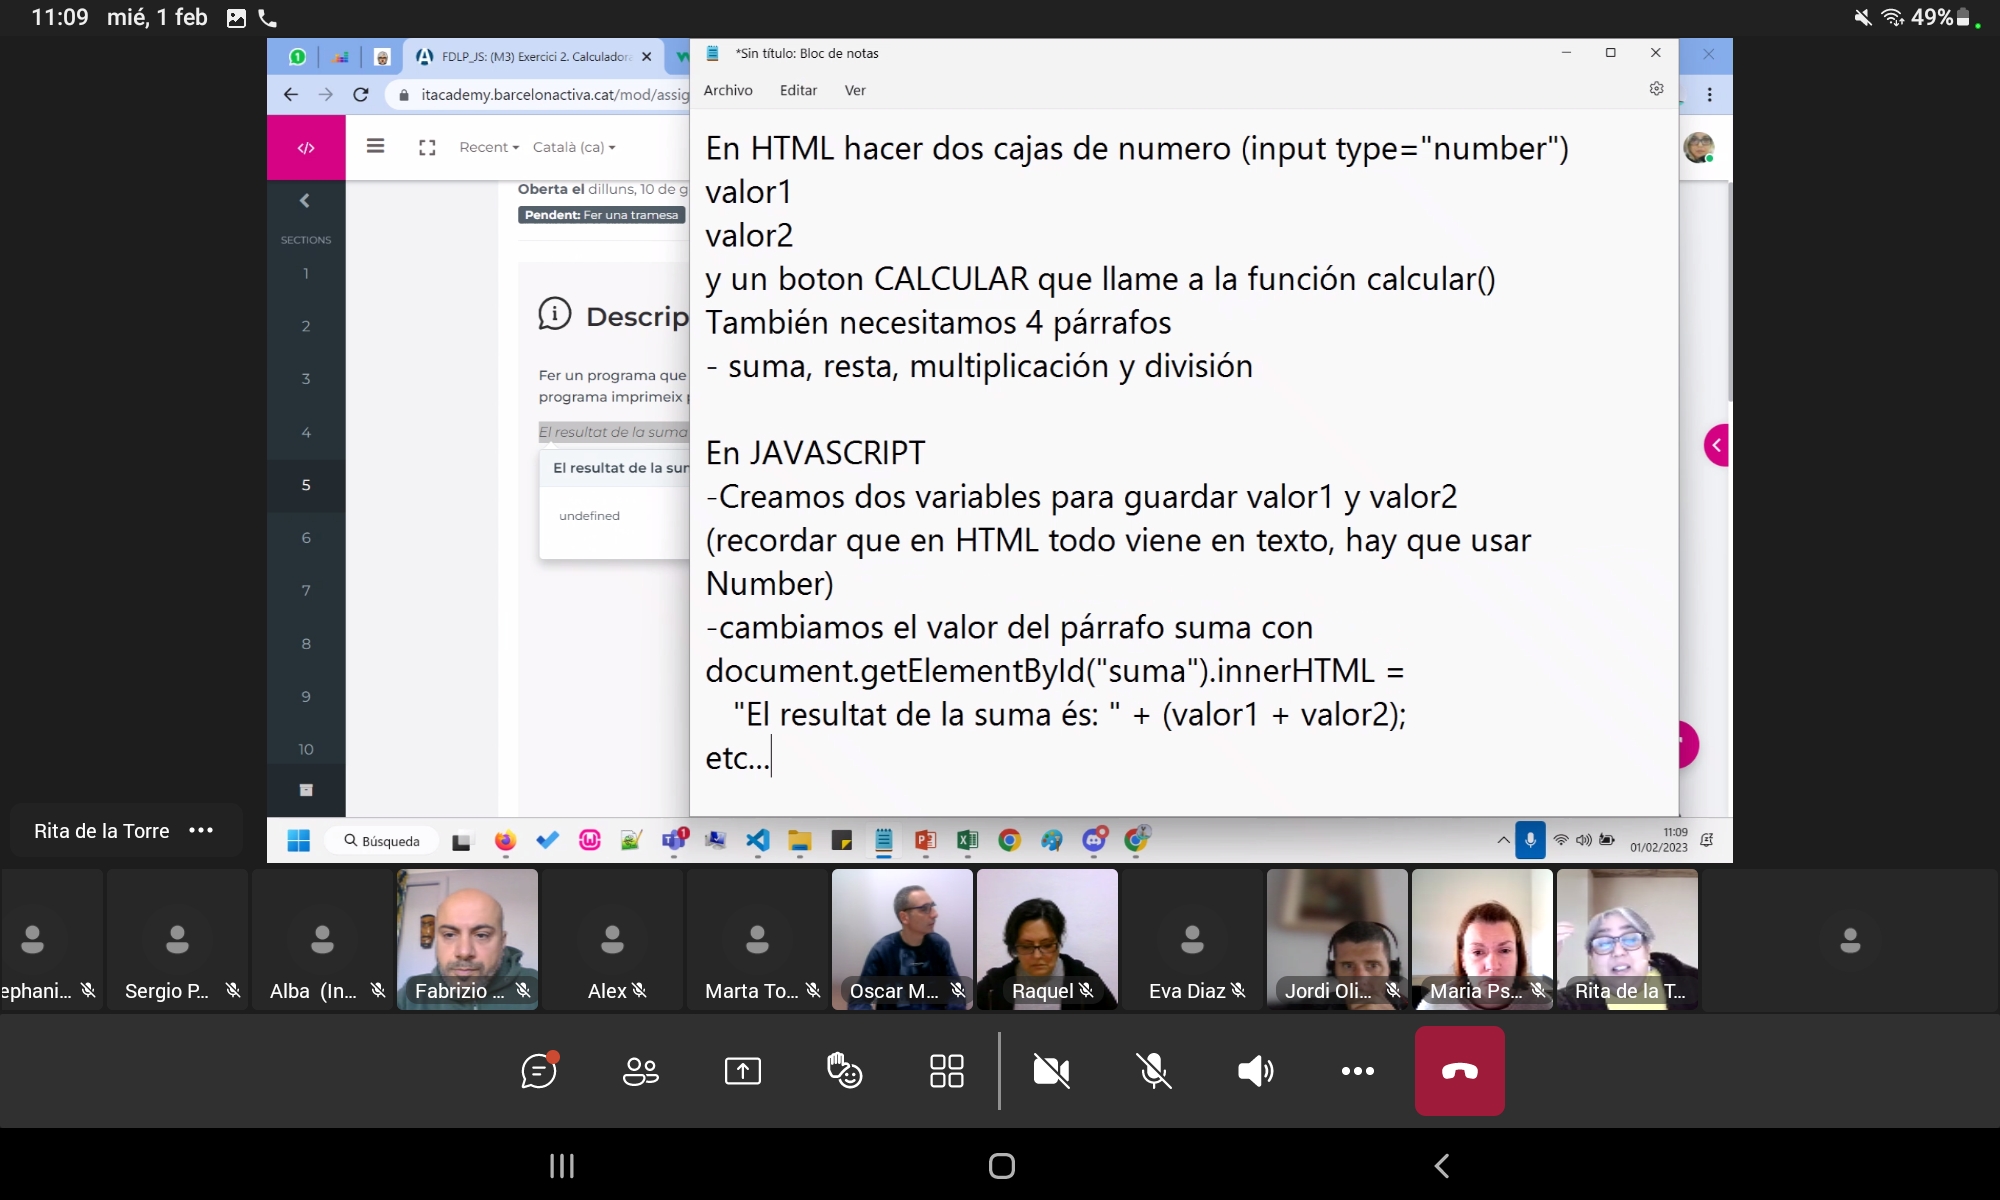 11:09 mié, 1 feb
49%
FDLP_JS: (M3) Exercici 2. Calculadora
*Sin título: Bloc de notas
itacademy.barcelonactiva.cat/mod/assig
Archivo Editar Ver
Recent Català (ca)
Oberta el dilluns, 10 de g
Pendent: Fer una tramesa
SECTIONS
1
2
3
4
5
6
7
8
9
10
Descrip
Fer un programa que
programa imprimeix p
El resultat de la suma
El resultat de la sum
undefined
En HTML hacer dos cajas de numero (input type="number")
valor1
valor2
y un boton CALCULAR que llame a la función calcular()
También necesitamos 4 párrafos
- suma, resta, multiplicación y división
En JAVASCRIPT
-Creamos dos variables para guardar valor1 y valor2
(recordar que en HTML todo viene en texto, hay que usar
Number)
-cambiamos el valor del párrafo suma con
document.getElementById("suma").innerHTML =
"El resultat de la suma és: " + (valor1 + valor2);
etc...
Rita de la Torre
Búsqueda
11:09
01/02/2023
ephani... Sergio P... Alba (In... Fabrizio ... Alex Marta To... Oscar M... Raquel Eva Diaz Jordi Oli... Maria Ps... Rita de la T...